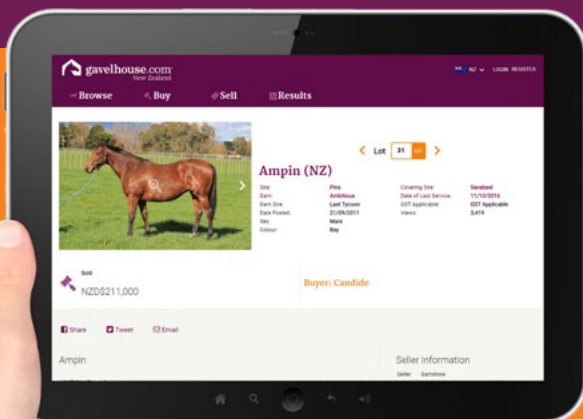 gavelhouse.com
New Zealand
NZ LOGIN REGISTER
Browse Buy Sell Results
Lot 31
Ampin (NZ)
Sire: Pins Covering Sire: Savabeel
Dam: Ambitious Date of Last Service: 11/10/2016
Dam Sire: Last Tycoon GST Applicable GST Applicable
Date Foaled: 21/09/2011 Views: 3,419
Sex: Mare
Colour: Bay
Sold
NZD$211,000
Buyer: Candide
Share Tweet Email
Ampin Seller Information
Seller: